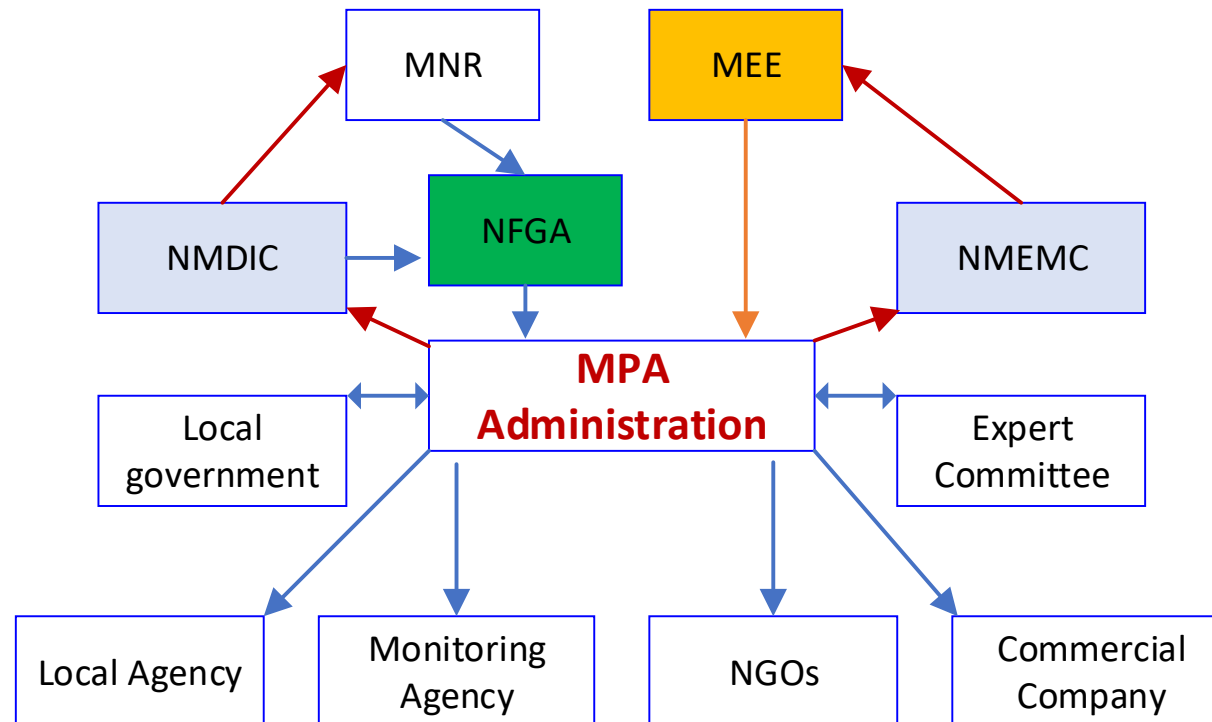 MNR
MEE
NFGA
NMDIC
NMEMC
MPA
Administration
Local
government
Expert
Committee
Local Agency
Monitoring
Agency
NGOs
Commercial
Company